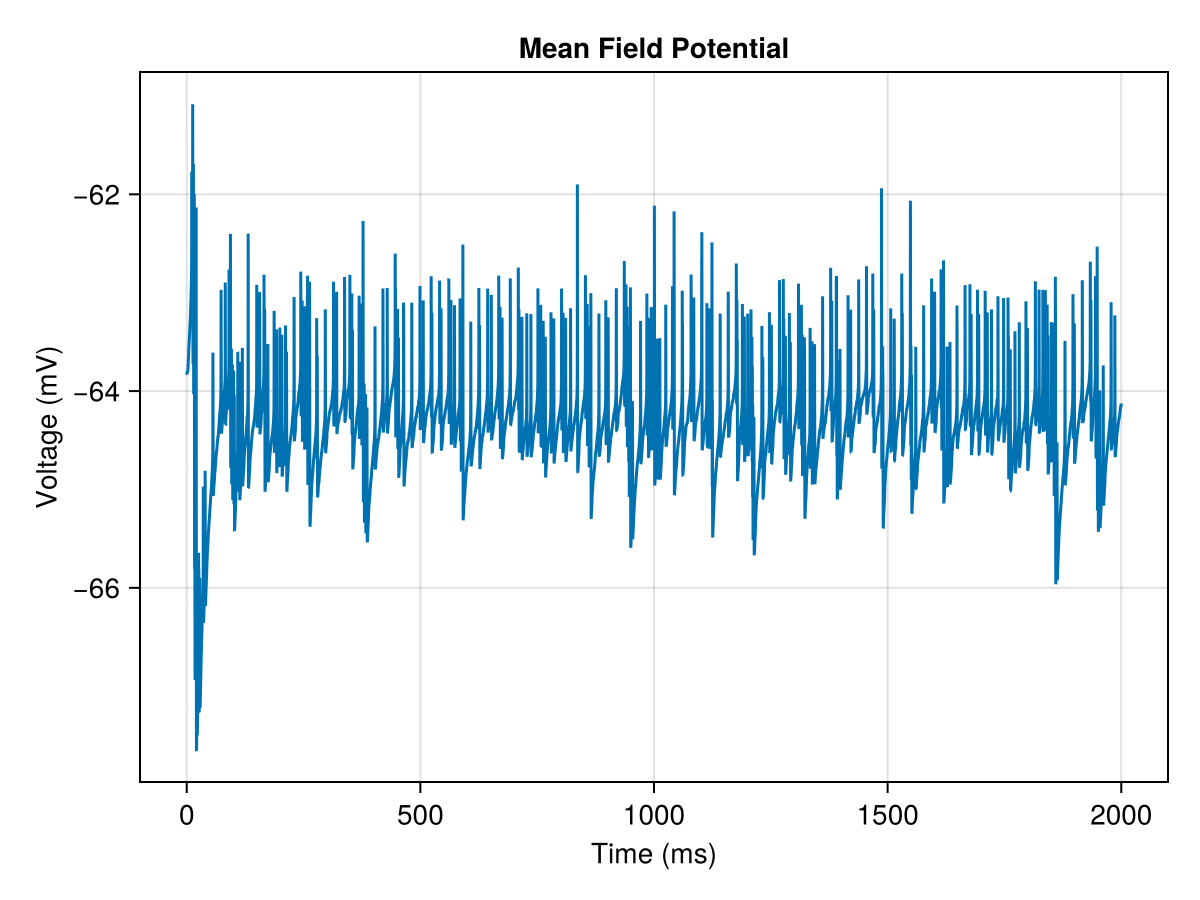 Mean Field Potential
Voltage (mV)
−62
−64
−66
0 500 1000 1500 2000
Time (ms)